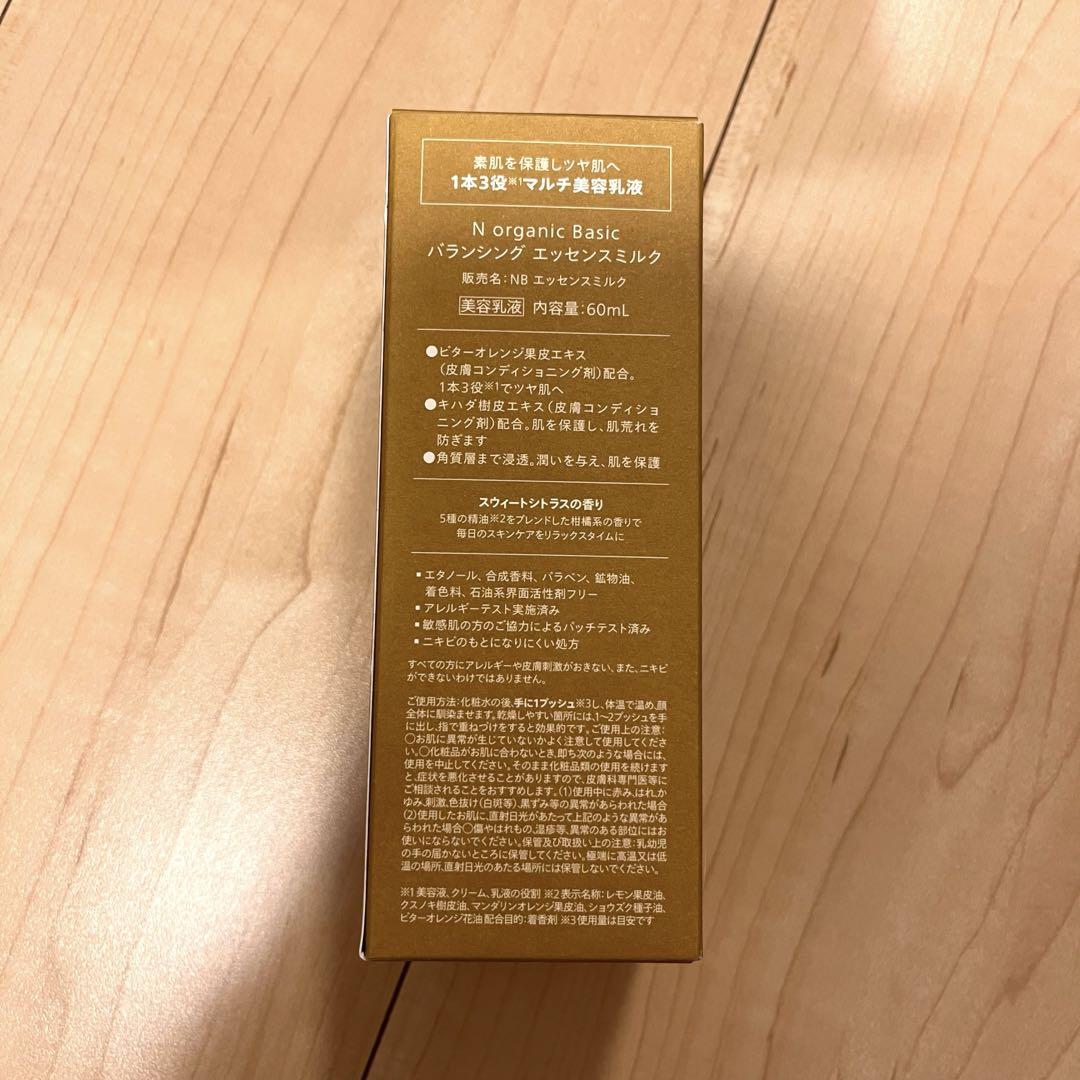 素肌を保護しツヤ肌へ
1本3役※1マルチ美容乳液
N organic Basic
バランシング エッセンスミルク
販売名：NB エッセンスミルク
美容乳液 内容量：60mL
●ビターオレンジ果皮エキス
（皮膚コンディショニング剤）配合。
1本3役※1でツヤ肌へ
●キハダ樹皮エキス（皮膚コンディショ
ニング剤）配合。肌を保護し、肌荒れを
防ぎます
●角質層まで浸透。潤いを与え、肌を保護
スウィートシトラスの香り
5種の精油※2をブレンドした柑橘系の香りで
毎日のスキンケアをリラックスタイムに
▪エタノール、合成香料、パラベン、鉱物油、
着色料、石油系界面活性剤フリー
▪アレルギーテスト実施済み
▪敏感肌の方のご協力によるパッチテスト済み
▪ニキビのもとになりにくい処方
すべての方にアレルギーや皮膚刺激がおきない、また、ニキビ
ができないわけではありません。
ご使用方法：化粧水の後、手に1プッシュ※3し、体温で温め、顔
全体に馴染ませます。乾燥しやすい箇所には、1〜2プッシュを手
に出し、指で重ねづけをすると効果的です。ご使用上の注意：
○お肌に異常が生じていないかよく注意して使用してくださ
い。○化粧品がお肌に合わないとき、即ち次のような場合には、
使用を中止してください。そのまま化粧品類の使用を続けます
と、症状を悪化させることがありますので、皮膚科専門医等に
ご相談されることをおすすめします。(1)使用中に赤み、はれ、か
ゆみ、刺激、色抜け（白斑等）、黒ずみ等の異常があらわれた場合
(2)使用したお肌に、直射日光があたって上記のような異常があ
らわれた場合○傷やはれもの、湿疹等、異常のある部位にはお
使いにならないでください。保管及び取扱い上の注意：乳幼児
の手の届かないところに保管してください。極端に高温又は低
温の場所、直射日光のあたる場所には保管しないでください。
※1 美容液、クリーム、乳液の役割 ※2 表示名称：レモン果皮油、
クスノキ樹皮油、マンダリンオレンジ果皮油、ショウズク種子油、
ビターオレンジ花油 配合目的：着香剤 ※3 使用量は目安です